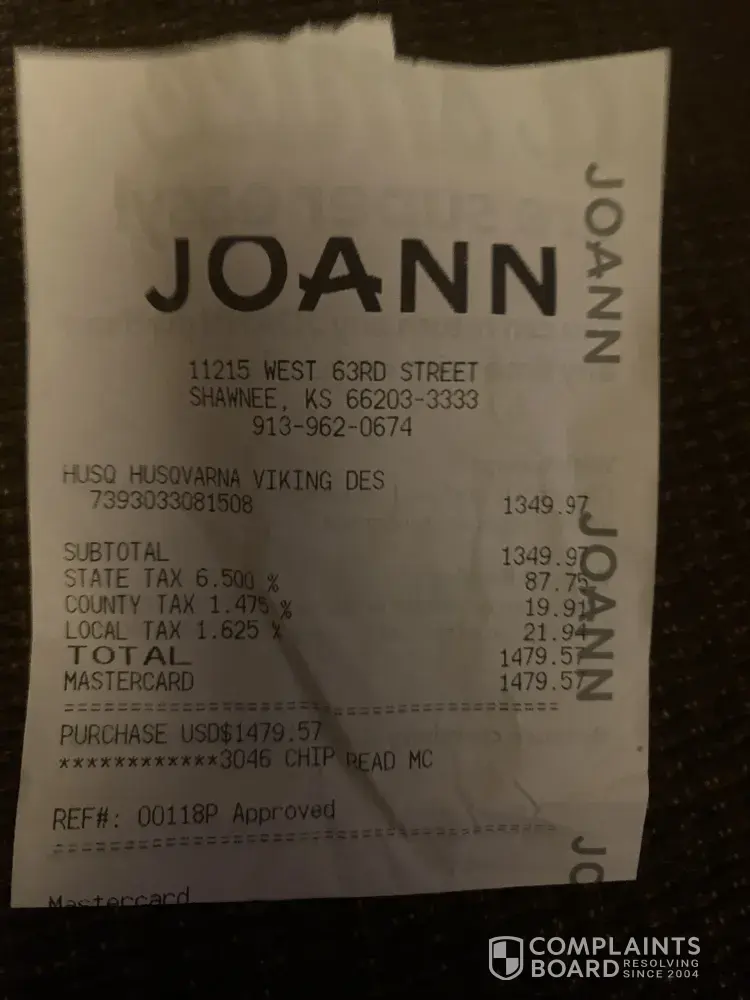 JOANN
JOANN
11215 WEST 63RD STREET
SHAWNEE, KS 66203-3333
913-962-0674
HUSQ HUSQVARNA VIKING DES
7393033081508 1349.97
SUBTOTAL 1349.97
STATE TAX 6.500 % 87.75
COUNTY TAX 1.475 % 19.91
LOCAL TAX 1.625 % 21.94
TOTAL 1479.57
MASTERCARD 1479.57
JOANN
==========================================
PURCHASE USD$1479.57
************3046 CHIP READ MC
REF#: 00118P Approved
==========================================
JO
Mastercard
COMPLAINTS
BOARD RESOLVING
SINCE 2004